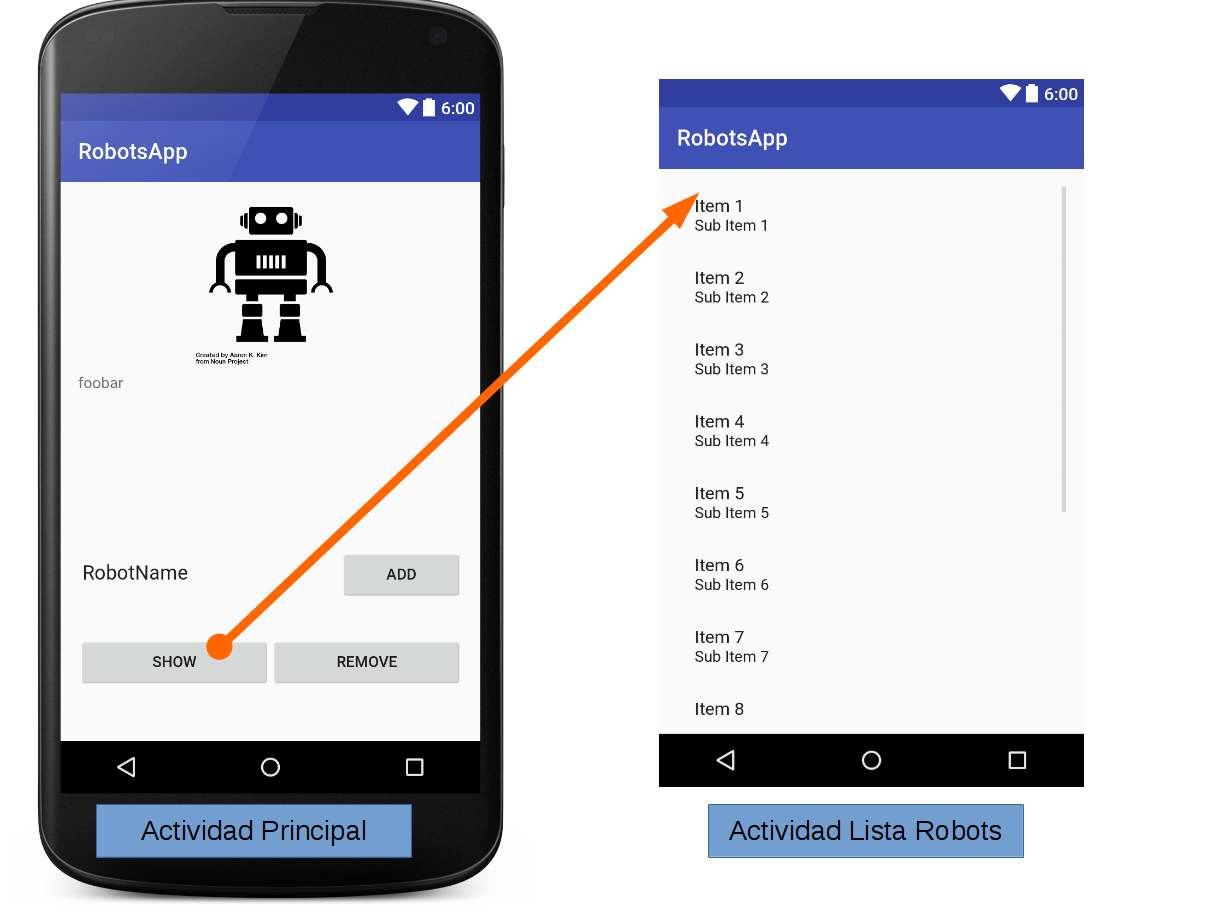 6:00
RobotsApp
Created by Aaron K. Kim
from Noun Project
foobar
RobotName
ADD
SHOW
REMOVE
Actividad Principal
6:00
RobotsApp
Item 1
Sub Item 1
Item 2
Sub Item 2
Item 3
Sub Item 3
Item 4
Sub Item 4
Item 5
Sub Item 5
Item 6
Sub Item 6
Item 7
Sub Item 7
Item 8
Actividad Lista Robots